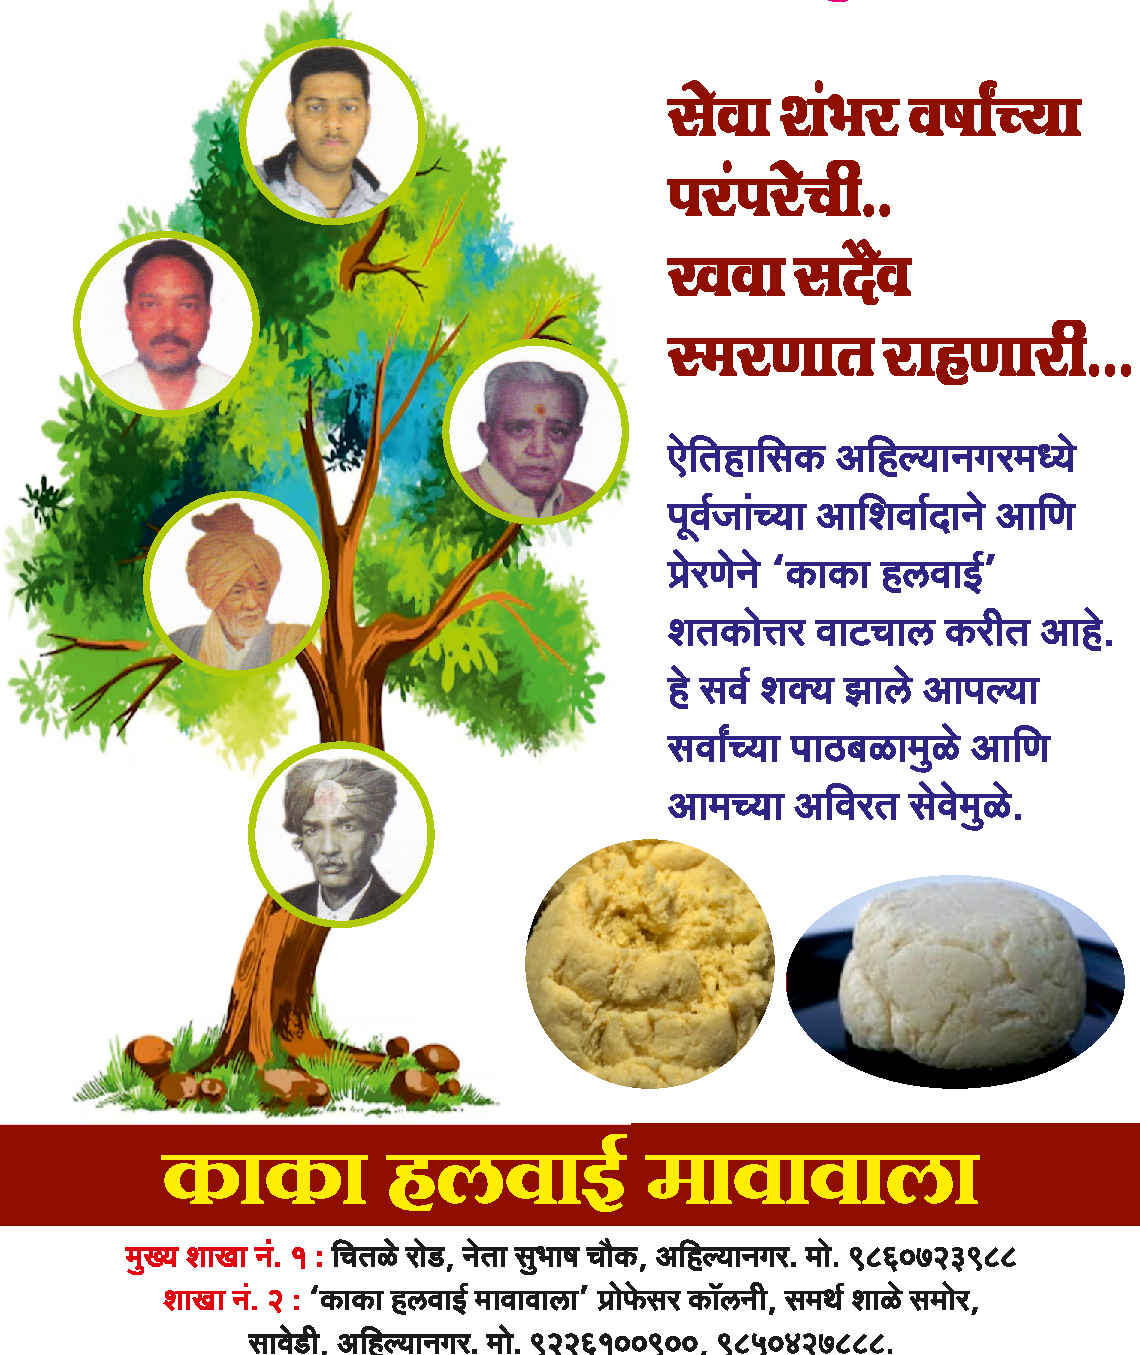 सेवा शंभर वर्षांच्या
परंपरेची..
खवा सदैव
स्मरणात राहणारी...
ऐतिहासिक अहिल्यानगरमध्ये
पूर्वजांच्या आशिर्वादाने आणि
प्रेरणेने ‘काका हलवाई’
शतकोत्तर वाटचाल करीत आहे.
हे सर्व शक्य झाले आपल्या
सर्वांच्या पाठबळामुळे आणि
आमच्या अविरत सेवेमुळे.
काका हलवाई मावावाला
मुख्य शाखा नं. १ : चितळे रोड, नेता सुभाष चौक, अहिल्यानगर. मो. ९८६०७२३९८८
शाखा नं. २ : ‘काका हलवाई मावावाला’ प्रोफेसर कॉलनी, समर्थ शाळे समोर,
सावेडी, अहिल्यानगर. मो. ९२२६१००९००, ९८५०४२७८८८.